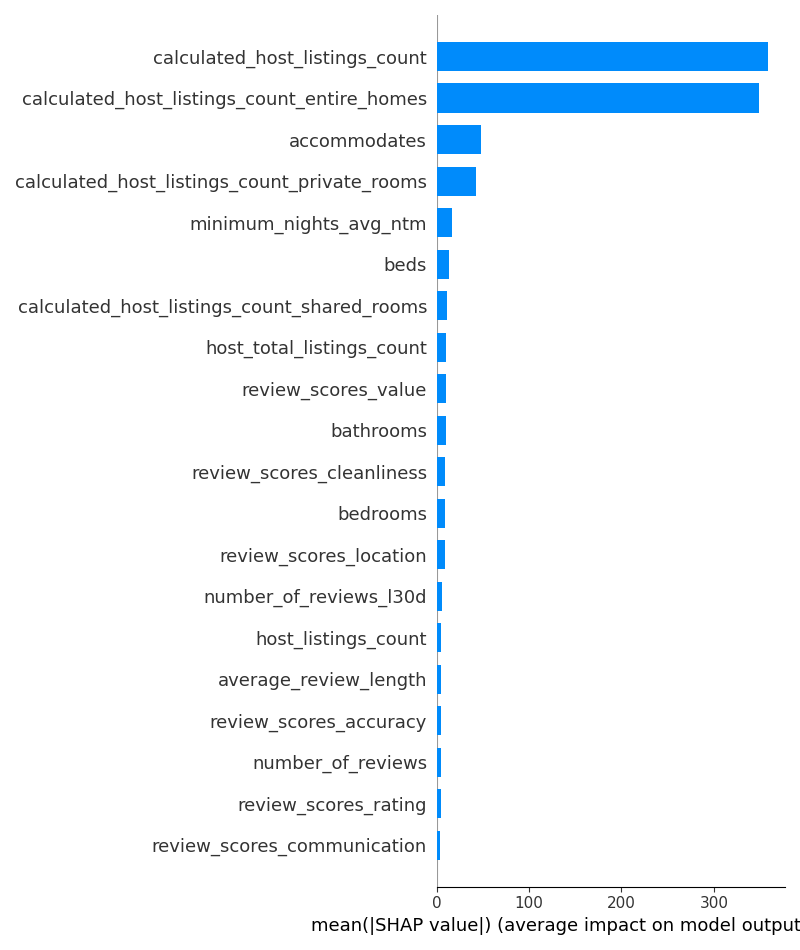 calculated_host_listings_count
calculated_host_listings_count_entire_homes
accommodates
calculated_host_listings_count_private_rooms
minimum_nights_avg_ntm
beds
calculated_host_listings_count_shared_rooms
host_total_listings_count
review_scores_value
bathrooms
review_scores_cleanliness
bedrooms
review_scores_location
number_of_reviews_l30d
host_listings_count
average_review_length
review_scores_accuracy
number_of_reviews
review_scores_rating
review_scores_communication
0 100 200 300
mean(|SHAP value|) (average impact on model output